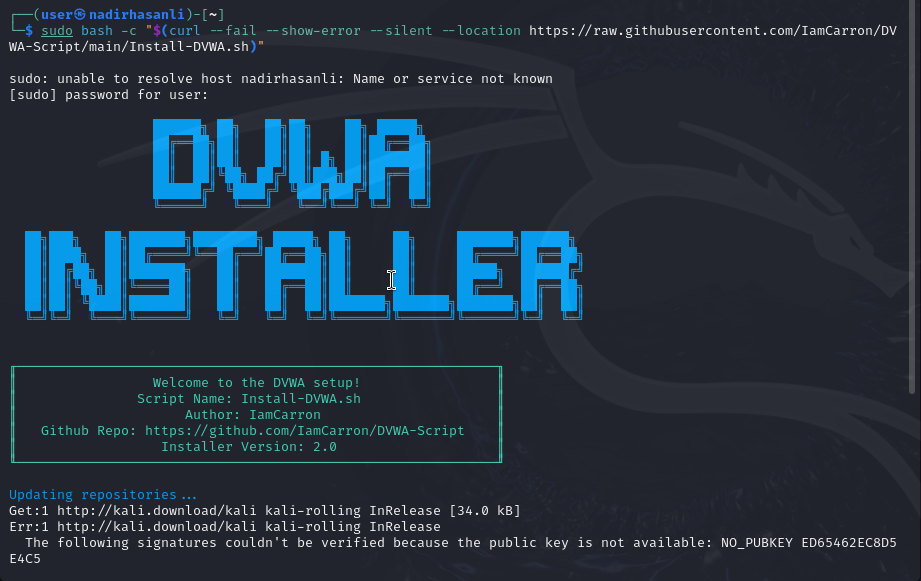 ┌──(user㉿nadirhasanli)-[~]
└─$ sudo bash -c "$(curl --fail --show-error --silent --location https://raw.githubusercontent.com/IamCarron/DV
WA-Script/main/Install-DVWA.sh)"
sudo: unable to resolve host nadirhasanli: Name or service not known
[sudo] password for user:
DVWA
INSTALLER
Welcome to the DVWA setup!
Script Name: Install-DVWA.sh
Author: IamCarron
Github Repo: https://github.com/IamCarron/DVWA-Script
Installer Version: 2.0
Updating repositories...
Get:1 http://kali.download/kali kali-rolling InRelease [34.0 kB]
Err:1 http://kali.download/kali kali-rolling InRelease
The following signatures couldn't be verified because the public key is not available: NO_PUBKEY ED65462EC8D5
E4C5